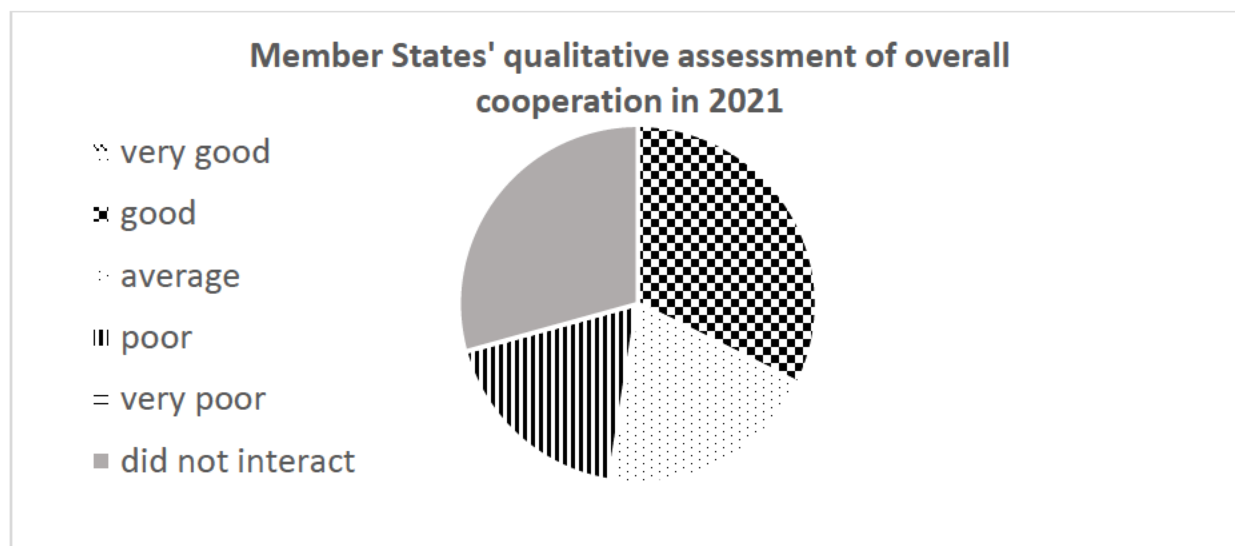 Member States' qualitative assessment of overall
cooperation in 2021
very good
good
average
poor
very poor
did not interact